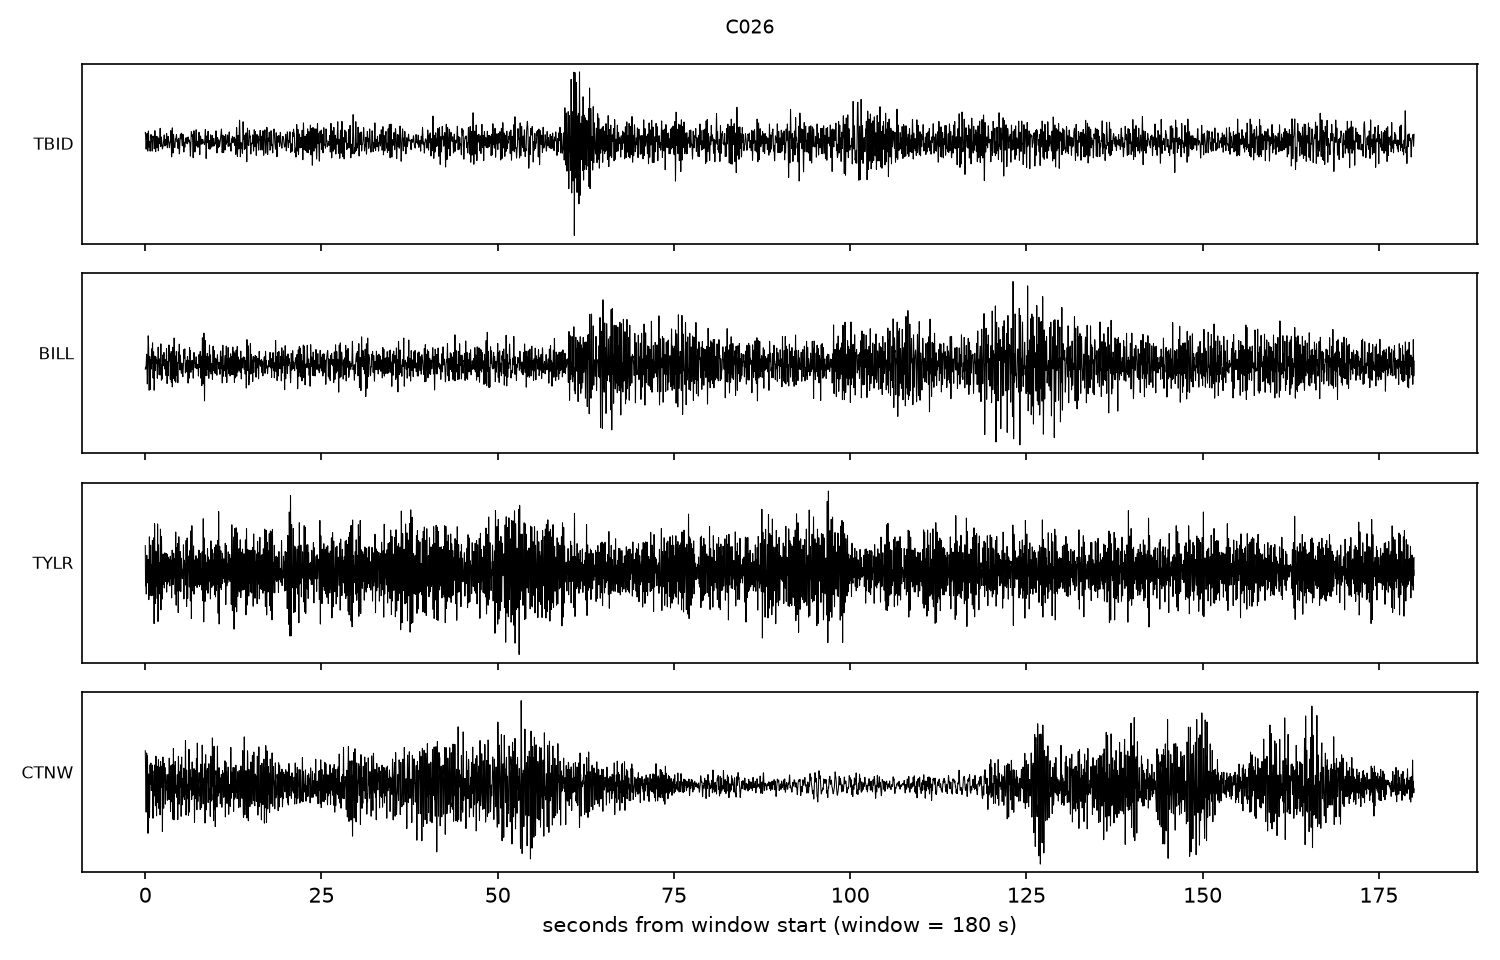 C026
TBID
BILL
TYLR
CTNW
0 25 50 75 100 125 150 175
seconds from window start (window = 180 s)